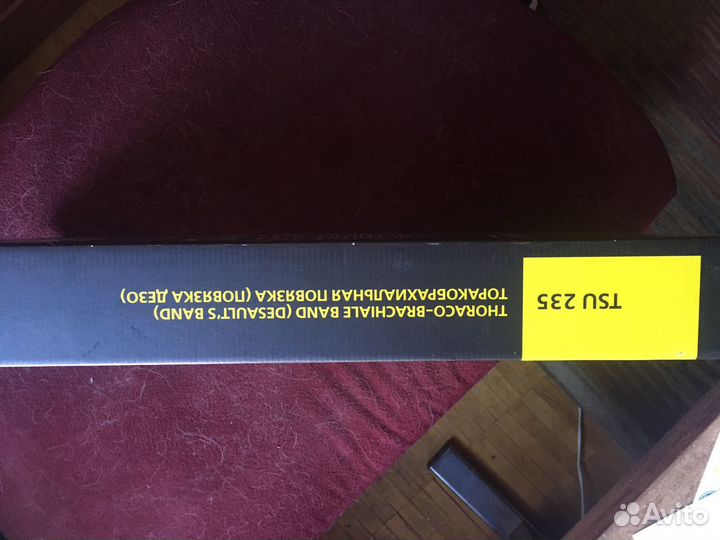 TSU 235
THORACO-BRACHIALE BAND (DESAULT'S BAND)
ТОРАКОБРАХИАЛЬНАЯ ПОВЯЗКА (ПОВЯЗКА ДЕЗО)
Avito